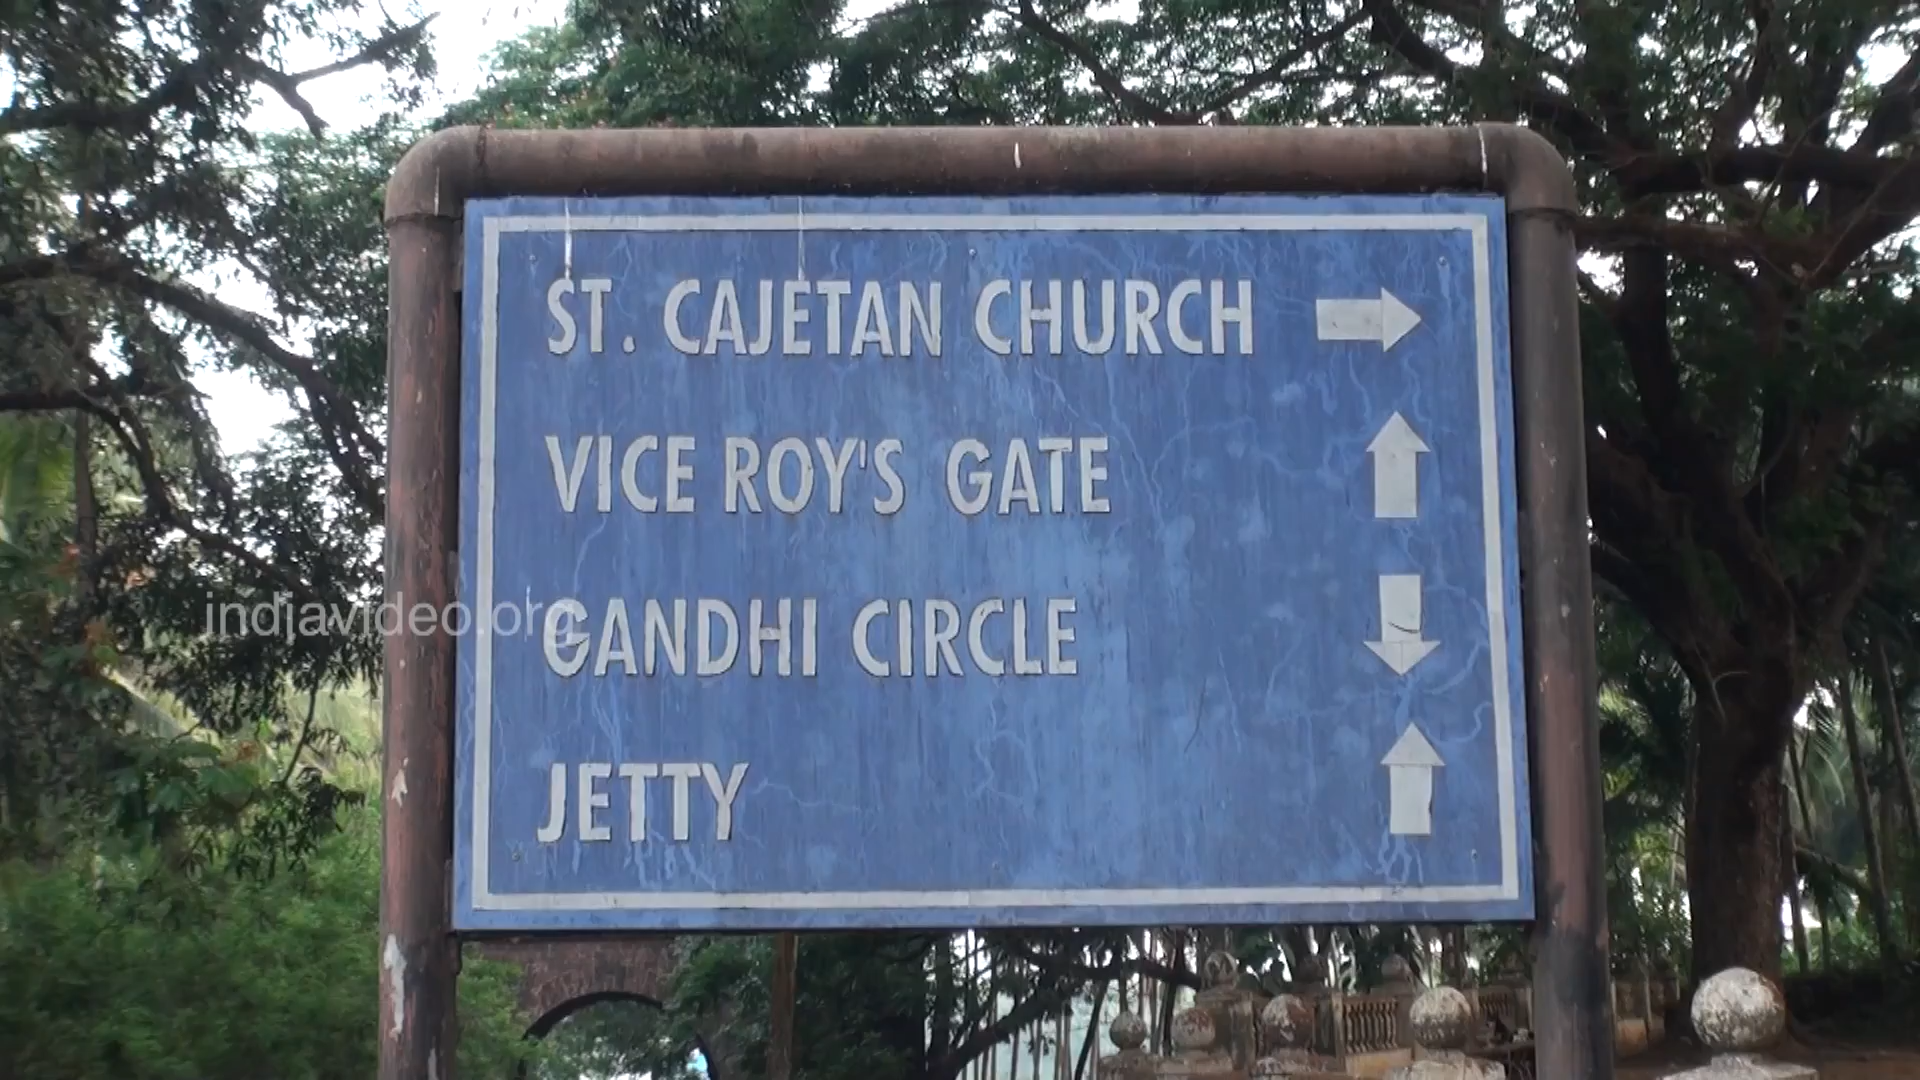 ST. CAJETAN CHURCH
VICE ROY'S GATE
GANDHI CIRCLE
JETTY
indiavideo.org